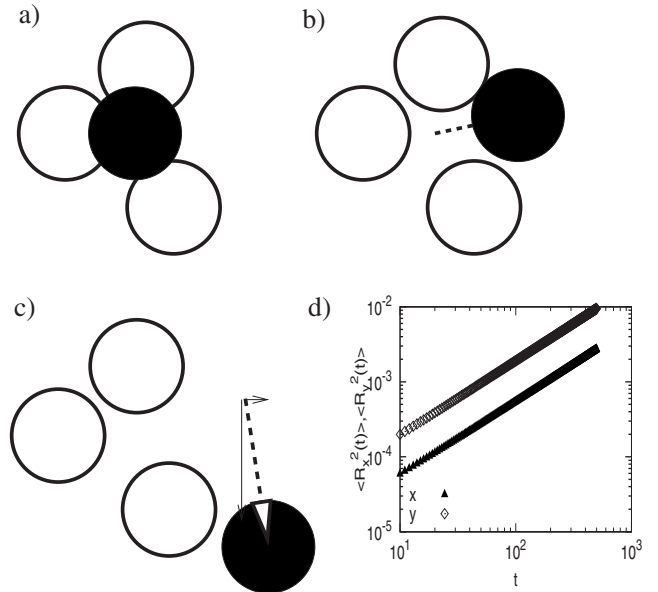 a)
b)
c)
d)
<R_x^2(t)>,<R_y^2(t)>
10^-2
10^-3
10^-4
10^-5
x
y
10^1
10^2
10^3
t